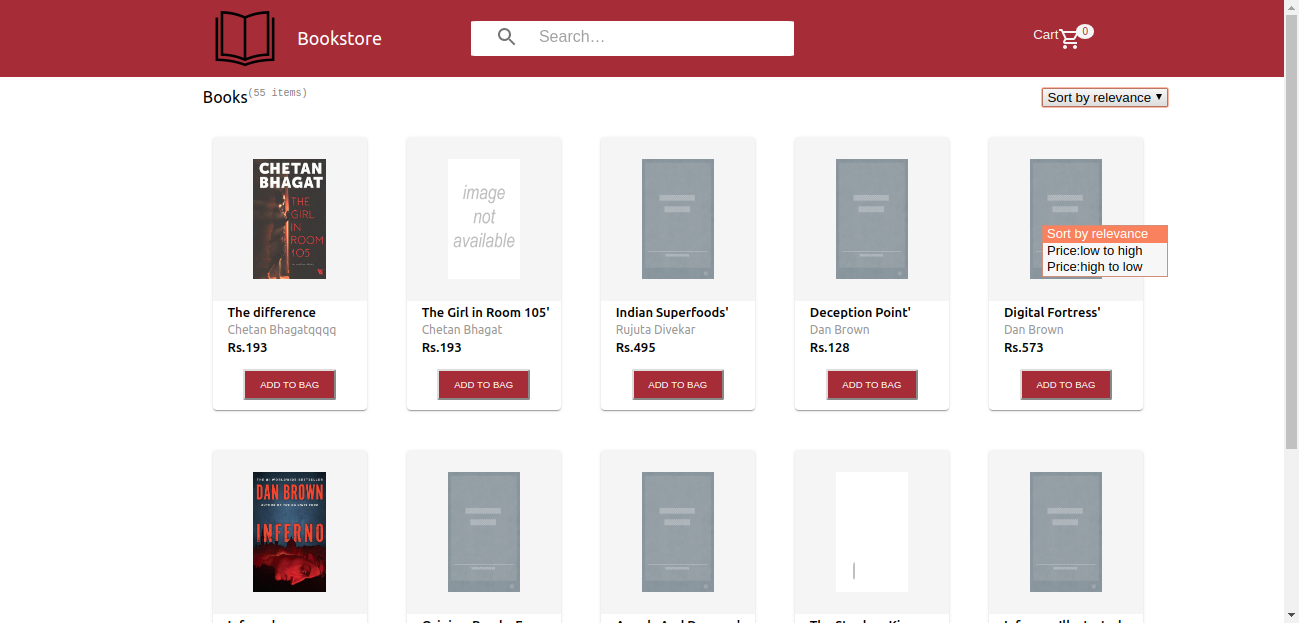 Bookstore
Search…
Cart 0
Books(55 items)
Sort by relevance ▼
CHETAN
BHAGAT
THE
GIRL
IN
ROOM
105
image
not
available
Sort by relevance
Price:low to high
Price:high to low
The difference
Chetan Bhagatqqqq
Rs.193
ADD TO BAG
The Girl in Room 105'
Chetan Bhagat
Rs.193
ADD TO BAG
Indian Superfoods'
Rujuta Divekar
Rs.495
ADD TO BAG
Deception Point'
Dan Brown
Rs.128
ADD TO BAG
Digital Fortress'
Dan Brown
Rs.573
ADD TO BAG
DAN BROWN
INFERNO